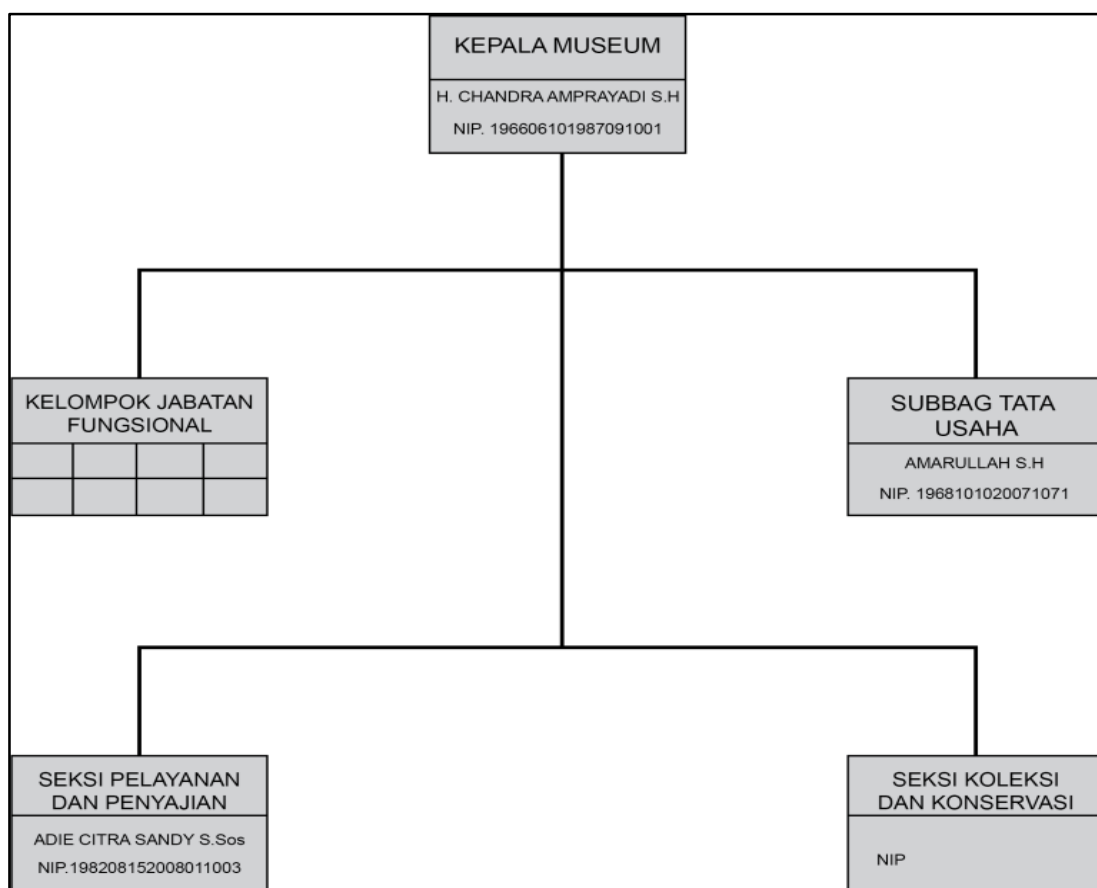 KEPALA MUSEUM
H. CHANDRA AMPRAYADI S.H
NIP. 196606101987091001
KELOMPOK JABATAN
FUNGSIONAL
SUBBAG TATA
USAHA
AMARULLAH S.H
NIP. 1968101020071071
SEKSI PELAYANAN
DAN PENYAJIAN
ADIE CITRA SANDY S.Sos
NIP.198208152008011003
SEKSI KOLEKSI
DAN KONSERVASI
NIP